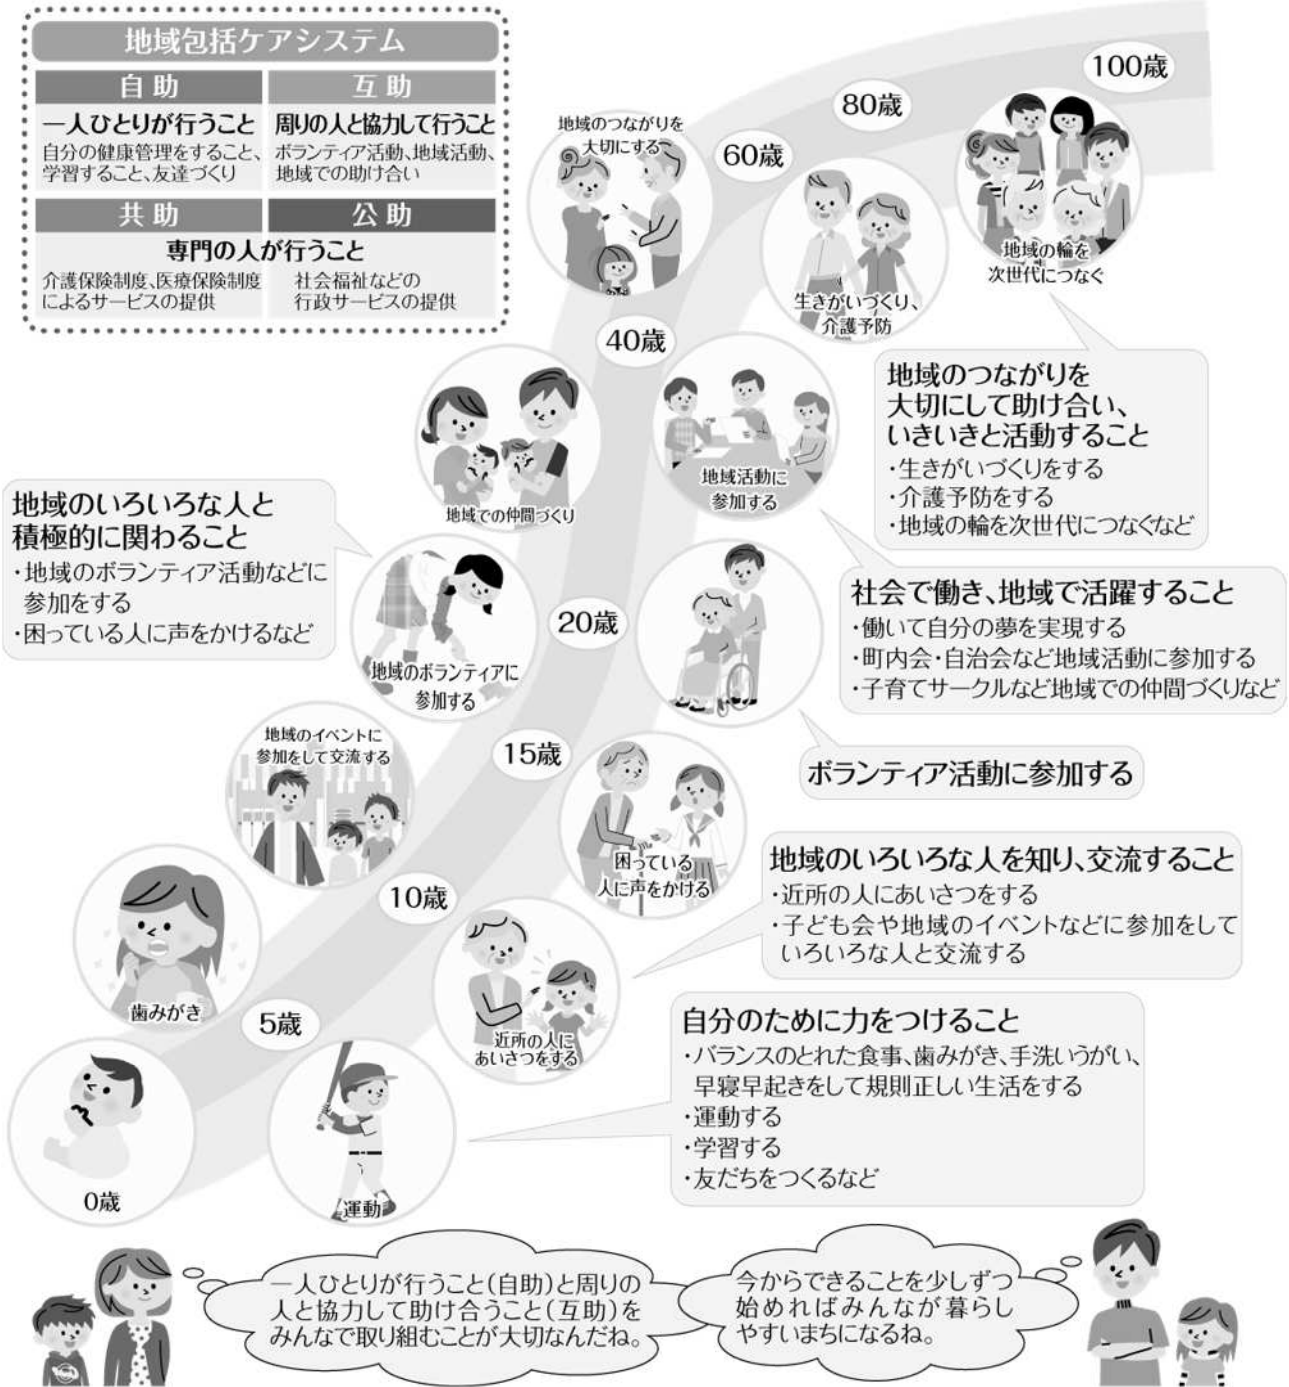 地域包括ケアシステム
自助
一人ひとりが行うこと
自分の健康管理をすること、
学習すること、友達づくり
互助
周りの人と協力して行うこと
ボランティア活動、地域活動、
地域での助け合い
共助
公助
専門の人が行うこと
介護保険制度、医療保険制度
によるサービスの提供
社会福祉などの
行政サービスの提供
100歳
80歳
60歳
地域のつながりを
大切にする
生きがいづくり、
介護予防
地域の輪を
次世代につなぐ
地域のつながりを
大切にして助け合い、
いきいきと活動すること
・生きがいづくりをする
・介護予防をする
・地域の輪を次世代につなぐなど
40歳
地域での仲間づくり
地域活動に
参加する
社会で働き、地域で活躍すること
・働いて自分の夢を実現する
・町内会・自治会など地域活動に参加する
・子育てサークルなど地域での仲間づくりなど
地域のいろいろな人と
積極的に関わること
・地域のボランティア活動などに
参加をする
・困っている人に声をかけるなど
地域のボランティアに
参加する
20歳
ボランティア活動に参加する
地域のイベントに
参加をして交流する
15歳
困っている
人に声をかける
地域のいろいろな人を知り、交流すること
・近所の人にあいさつをする
・子ども会や地域のイベントなどに参加をして
いろいろな人と交流する
10歳
歯みがき
近所の人に
あいさつをする
5歳
自分のために力をつけること
・バランスのとれた食事、歯みがき、手洗いうがい、
早寝早起きをして規則正しい生活をする
・運動する
・学習する
・友だちをつくるなど
0歳
運動
一人ひとりが行うこと(自助)と周りの
人と協力して助け合うこと(互助)を
みんなで取り組むことが大切なんだね。
今からできることを少しずつ
始めればみんなが暮らし
やすいまちになるね。